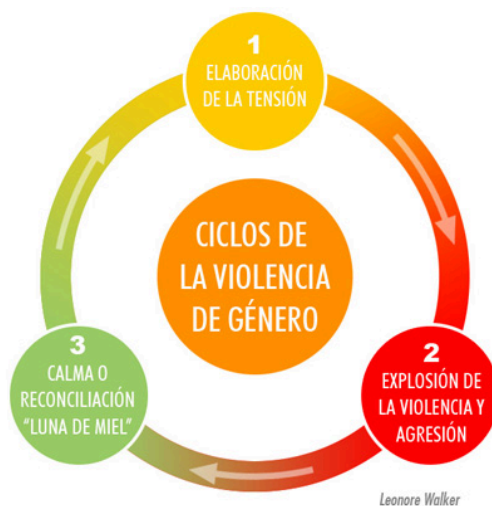 1
ELABORACIÓN
DE LA TENSIÓN
CICLOS DE
LA VIOLENCIA
DE GÉNERO
2
EXPLOSIÓN DE
LA VIOLENCIA Y
AGRESIÓN
3
CALMA O
RECONCILIACIÓN
"LUNA DE MIEL"
Leonore Walker